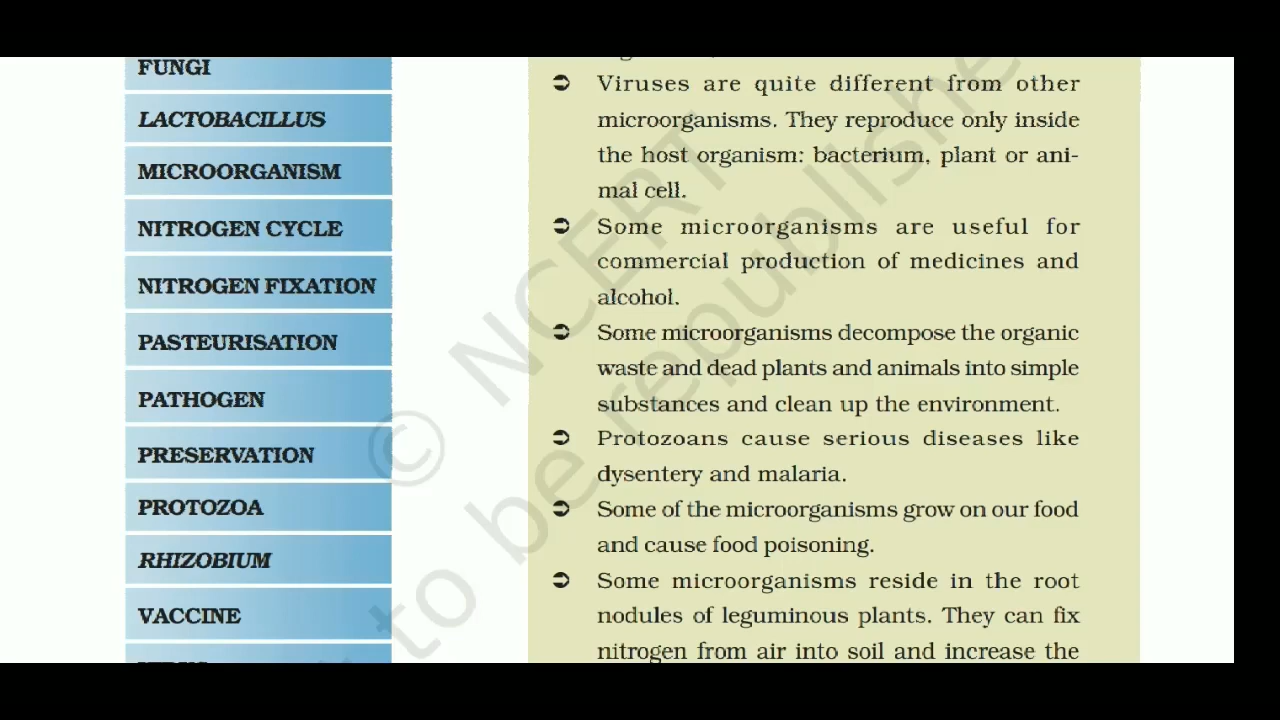 FUNGI
LACTOBACILLUS
MICROORGANISM
NITROGEN CYCLE
NITROGEN FIXATION
PASTEURISATION
PATHOGEN
PRESERVATION
PROTOZOA
RHIZOBIUM
VACCINE
➲ Viruses are quite different from other
microorganisms. They reproduce only inside
the host organism: bacterium, plant or ani-
mal cell.
➲ Some microorganisms are useful for
commercial production of medicines and
alcohol.
➲ Some microorganisms decompose the organic
waste and dead plants and animals into simple
substances and clean up the environment.
➲ Protozoans cause serious diseases like
dysentery and malaria.
➲ Some of the microorganisms grow on our food
and cause food poisoning.
➲ Some microorganisms reside in the root
nodules of leguminous plants. They can fix
nitrogen from air into soil and increase the
© NCERT
to be republishe